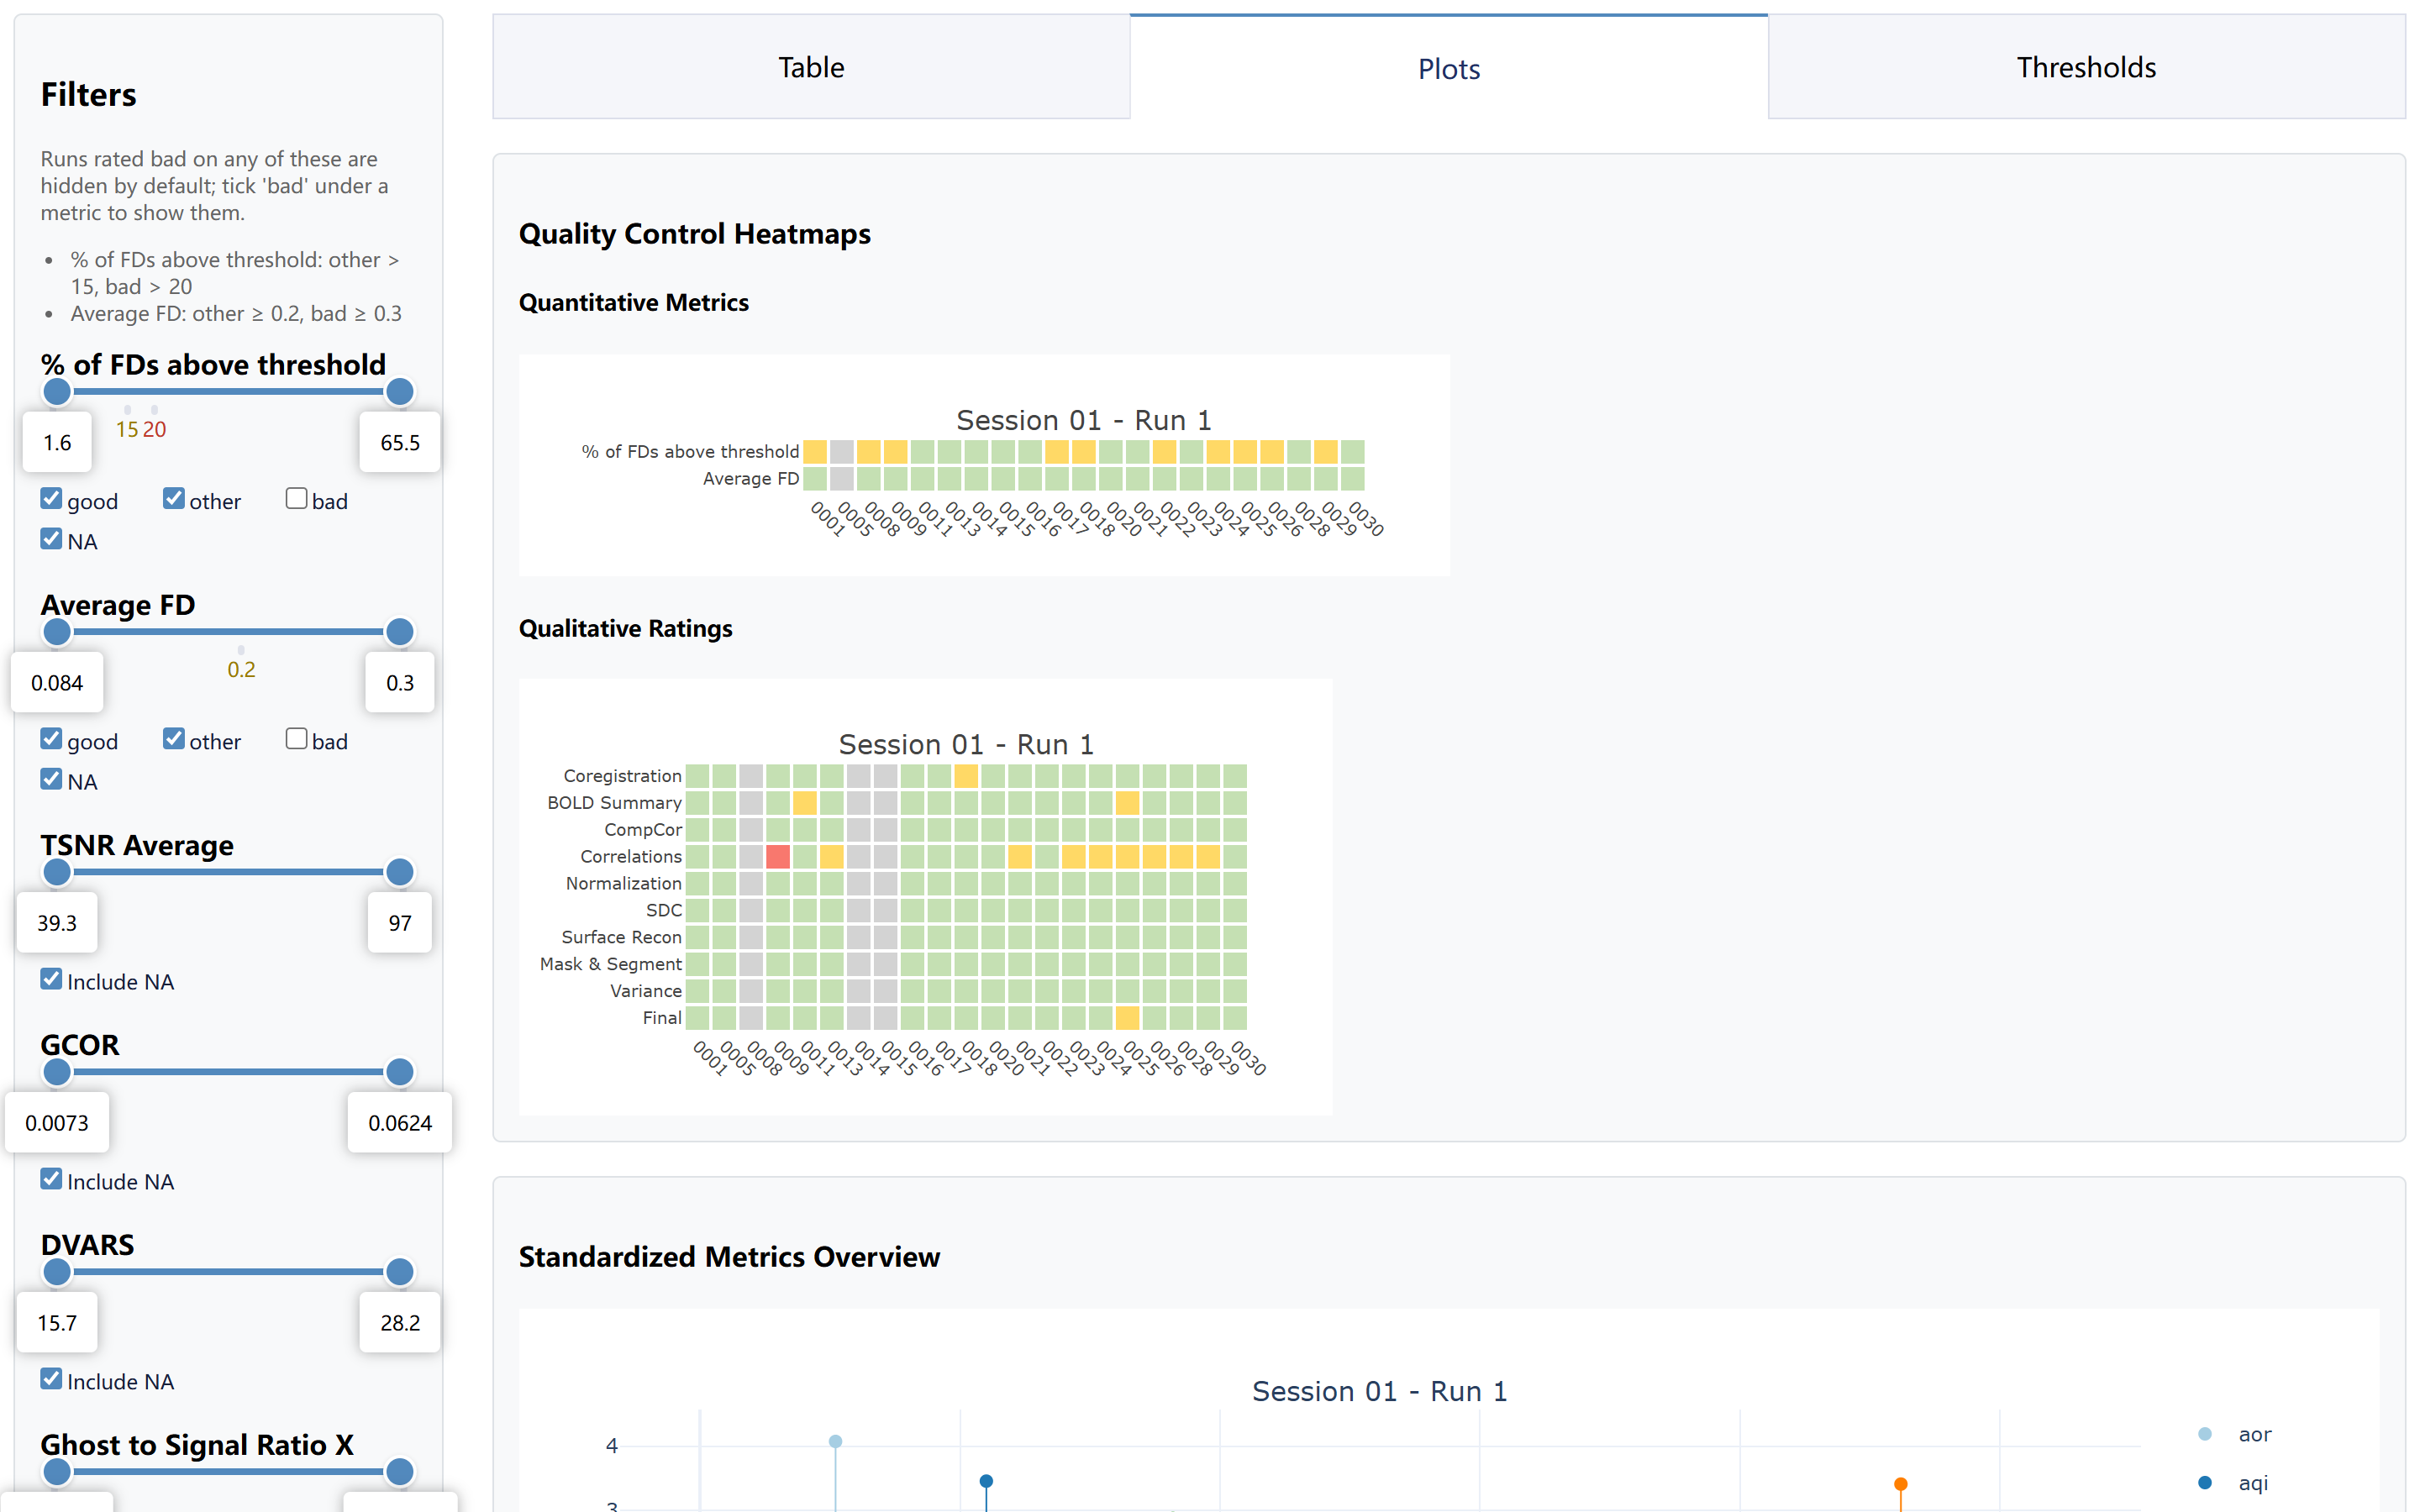 Filters
Runs rated bad on any of these are
hidden by default; tick 'bad' under a
metric to show them.
• % of FDs above threshold: other >
15, bad > 20
• Average FD: other ≥ 0.2, bad ≥ 0.3
% of FDs above threshold
15 20
1.6 65.5
good other bad
NA
Average FD
0.2
0.084 0.3
good other bad
NA
TSNR Average
39.3 97
Include NA
GCOR
0.0073 0.0624
Include NA
DVARS
15.7 28.2
Include NA
Ghost to Signal Ratio X
Table Plots Thresholds
Quality Control Heatmaps
Quantitative Metrics
Session 01 - Run 1
% of FDs above threshold
Average FD
0001 0005 0008 0009 0011 0013 0014 0015 0016 0017 0018 0020 0021 0022 0023 0024 0025 0026 0028 0029 0030
Qualitative Ratings
Session 01 - Run 1
Coregistration
BOLD Summary
CompCor
Correlations
Normalization
SDC
Surface Recon
Mask & Segment
Variance
Final
0001 0005 0008 0009 0011 0013 0014 0015 0016 0017 0018 0020 0021 0022 0023 0024 0025 0026 0028 0029 0030
Standardized Metrics Overview
Session 01 - Run 1
4
3
aor
aqi